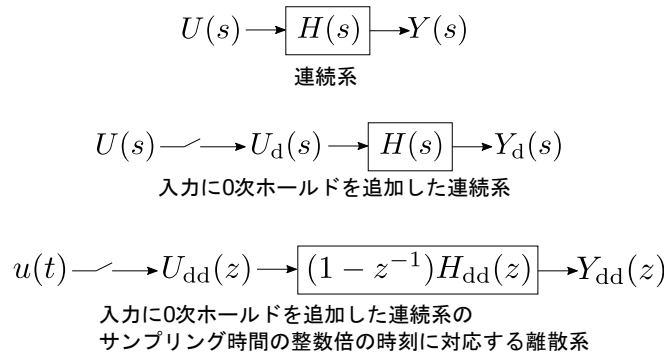 U(s) H(s) Y(s)
連続系
U(s) U_d(s) H(s) Y_d(s)
入力に0次ホールドを追加した連続系
u(t) U_dd(z) (1 − z^{-1})H_dd(z) Y_dd(z)
入力に0次ホールドを追加した連続系の
サンプリング時間の整数倍の時刻に対応する離散系